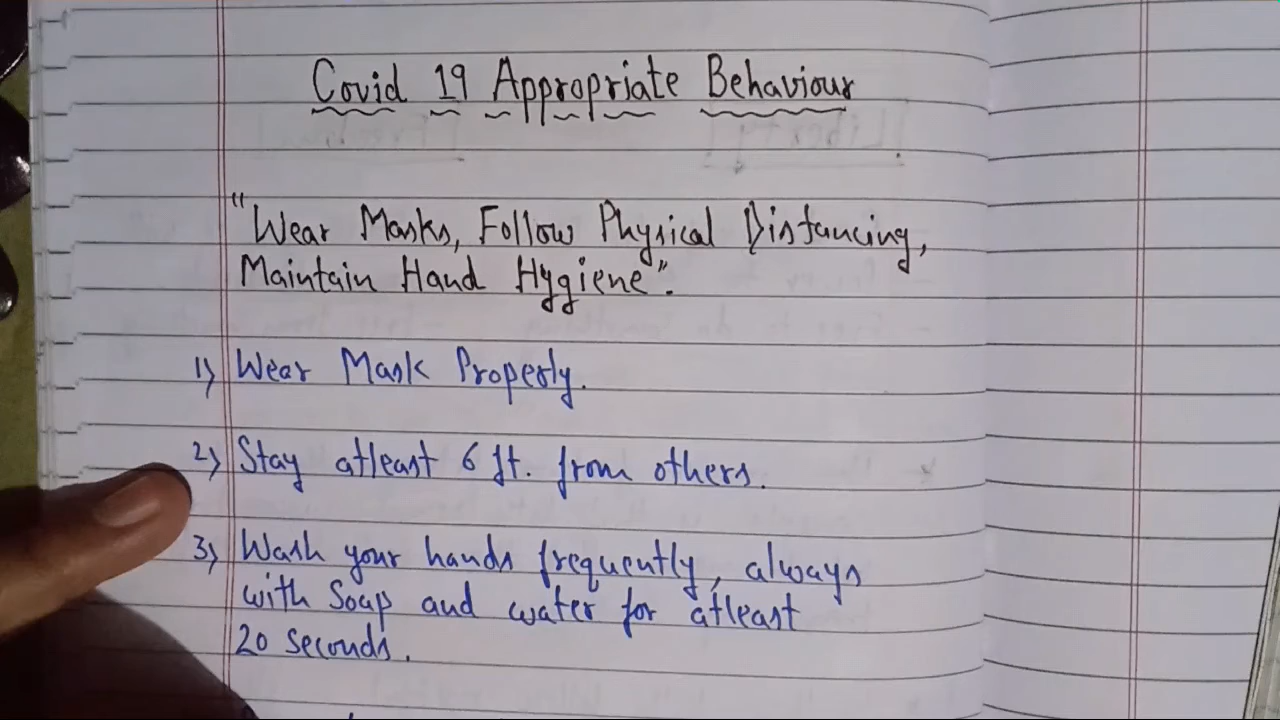 Covid 19 Appropriate Behaviour
"Wear Masks, Follow Physical Distancing,
Maintain Hand Hygiene".
1) Wear Mask Properly.
2) Stay atleast 6 ft. from others.
3) Wash your hands frequently, always
with Soap and water for atleast
20 seconds.